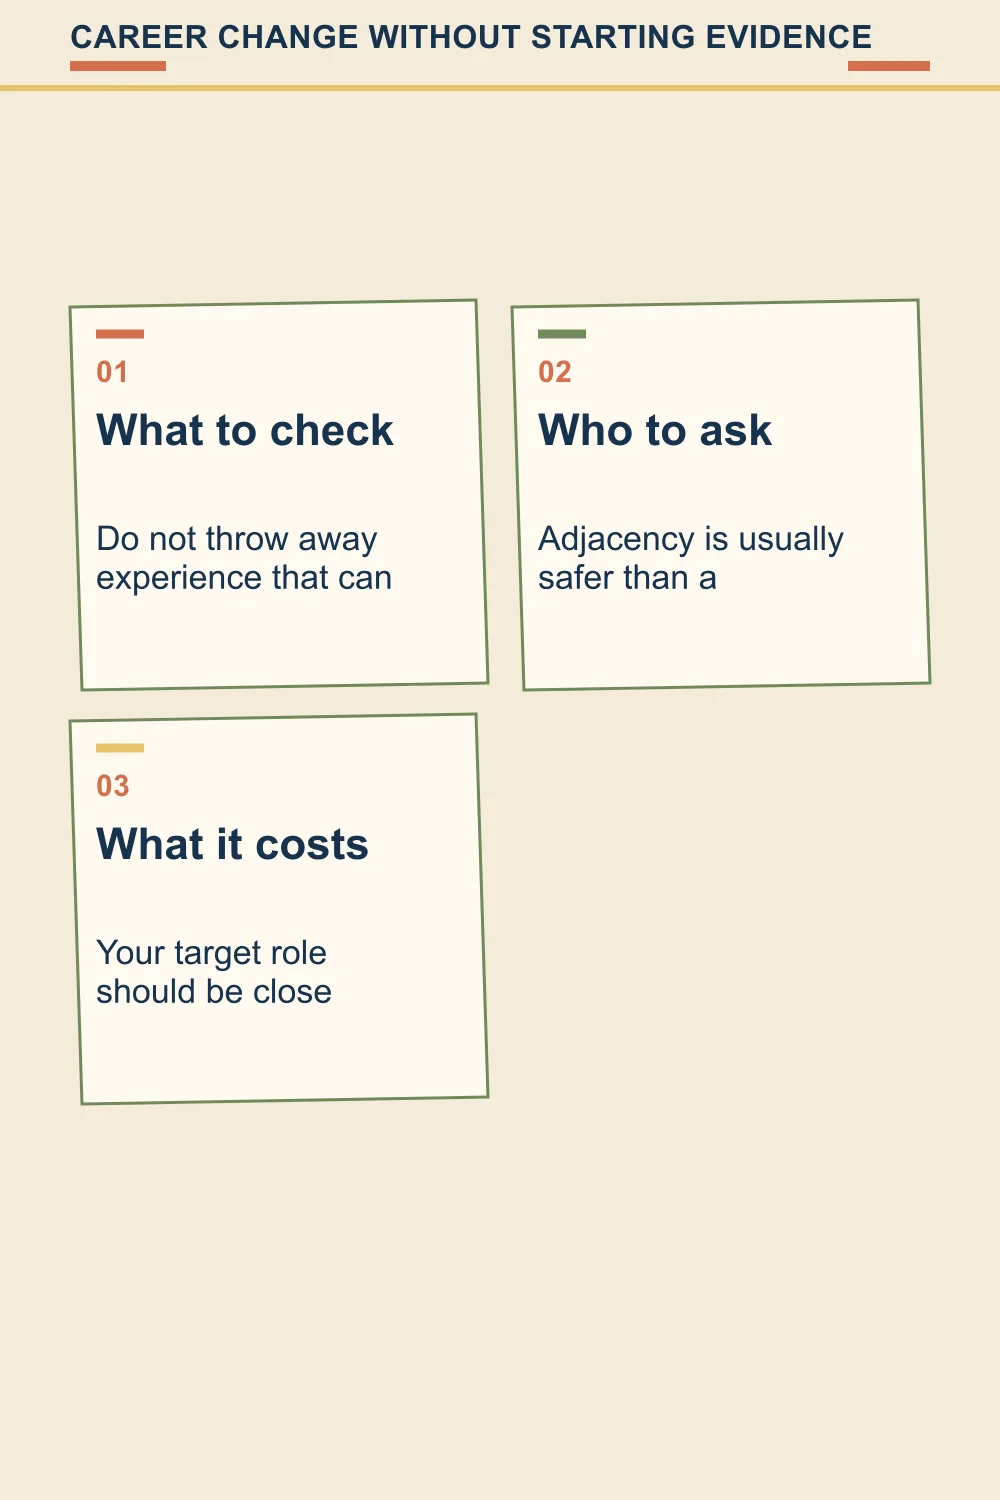 CAREER CHANGE WITHOUT STARTING EVIDENCE
01
What to check
Do not throw away
experience that can
02
Who to ask
Adjacency is usually
safer than a
03
What it costs
Your target role
should be close